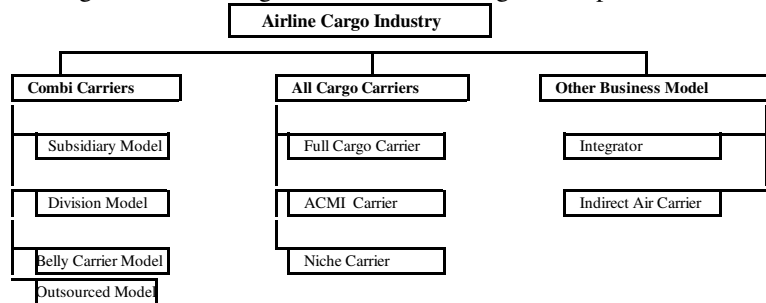 Airline Cargo Industry
Combi Carriers
All Cargo Carriers
Other Business Model
Subsidiary Model
Full Cargo Carrier
Integrator
Division Model
ACMI Carrier
Indirect Air Carrier
Belly Carrier Model
Niche Carrier
Outsourced Model